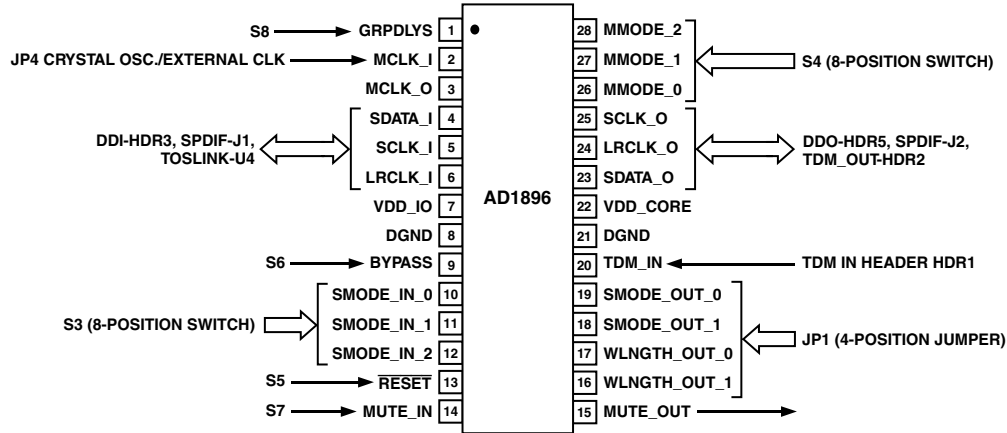 S8 GRPDLYS 1
JP4 CRYSTAL OSC./EXTERNAL CLK MCLK_I 2
MCLK_O 3
SDATA_I 4
DDI-HDR3, SPDIF-J1,
TOSLINK-U4
SCLK_I 5
LRCLK_I 6
VDD_IO 7
DGND 8
S6 BYPASS 9
SMODE_IN_0 10
S3 (8-POSITION SWITCH) SMODE_IN_1 11
SMODE_IN_2 12
S5 RESET 13
S7 MUTE_IN 14
AD1896
28 MMODE_2
27 MMODE_1 S4 (8-POSITION SWITCH)
26 MMODE_0
25 SCLK_O
24 LRCLK_O
DDO-HDR5, SPDIF-J2,
TDM_OUT-HDR2
23 SDATA_O
22 VDD_CORE
21 DGND
20 TDM_IN TDM IN HEADER HDR1
19 SMODE_OUT_0
18 SMODE_OUT_1
JP1 (4-POSITION JUMPER)
17 WLNGTH_OUT_0
16 WLNGTH_OUT_1
15 MUTE_OUT